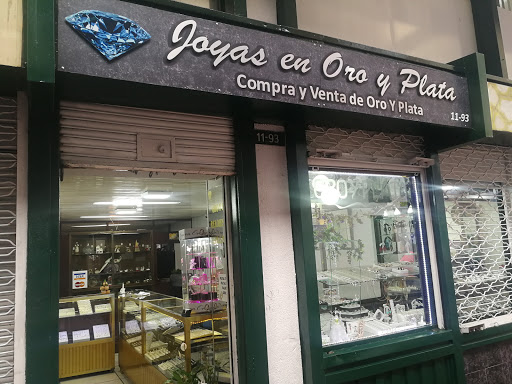 Joyas en Oro y Plata
Compra y Venta de Oro Y Plata
11-93
11-93